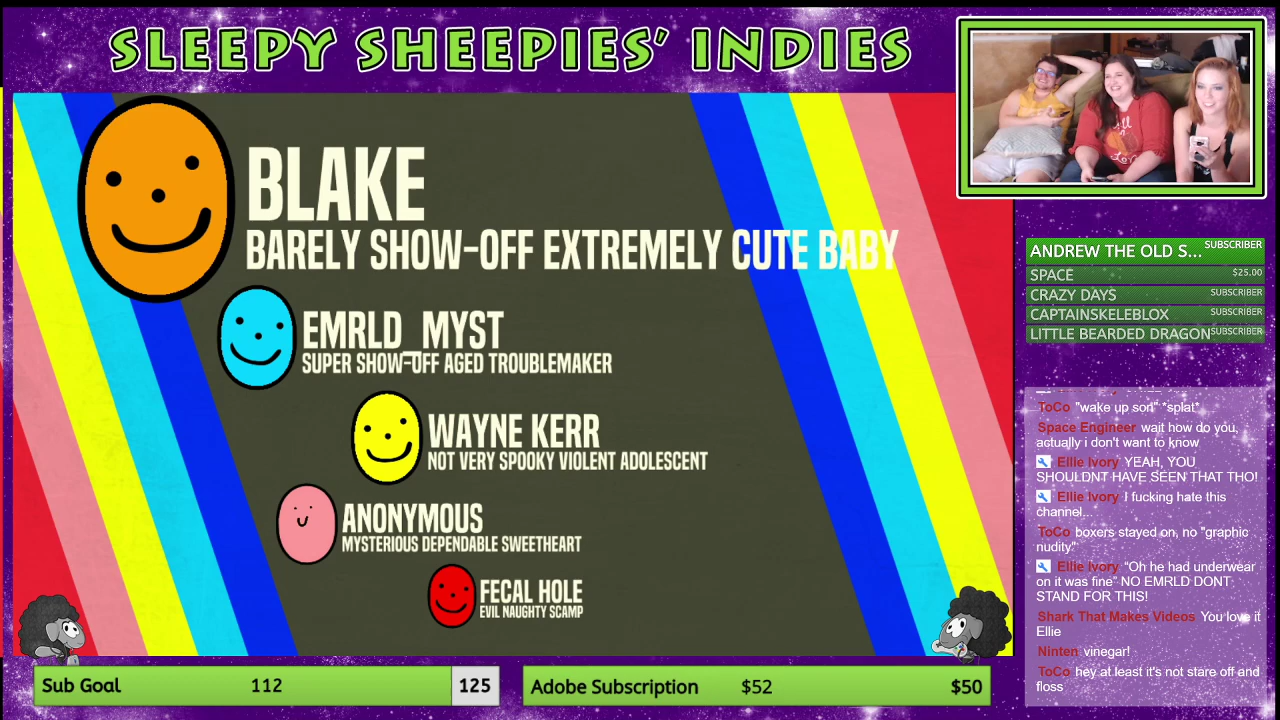 SLEEPY SHEEPIES' INDIES
BLAKE
BARELY SHOW-OFF EXTREMELY CUTE BABY
EMRLD_MYST
SUPER SHOW-OFF AGED TROUBLEMAKER
WAYNE KERR
NOT VERY SPOOKY VIOLENT ADOLESCENT
ANONYMOUS
MYSTERIOUS DEPENDABLE SWEETHEART
FECAL HOLE
EVIL NAUGHTY SCAMP
ANDREW THE OLD S... SUBSCRIBER
SPACE $25.00
CRAZY DAYS SUBSCRIBER
CAPTAINSKELEBLOX SUBSCRIBER
LITTLE BEARDED DRAGON SUBSCRIBER
ToCo "wake up son" *splat*
Space Engineer wait how do you,
actually i don't want to know
Ellie Ivory YEAH, YOU
SHOULDNT HAVE SEEN THAT THO!
Ellie Ivory I fucking hate this
channel...
ToCo boxers stayed on, no "graphic
nudity"
Ellie Ivory "Oh he had underwear
on it was fine" NO EMRLD DONT
STAND FOR THIS!
Shark That Makes Videos You love it
Ellie
Ninten vinegar!
ToCo hey at least it's not stare off and
floss
Sub Goal 112 125
Adobe Subscription $52 $50